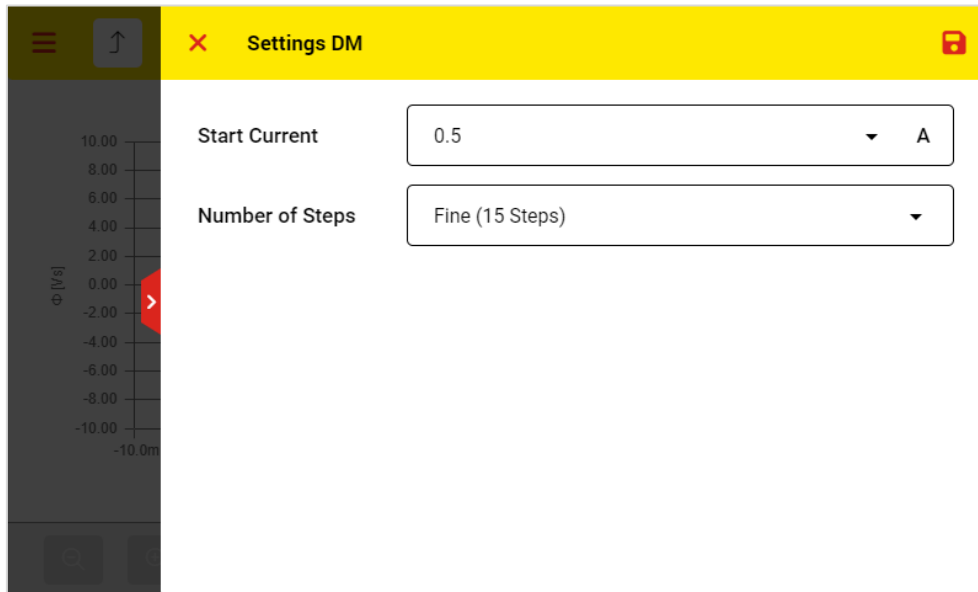 Settings DM
Start Current
0.5
A
Number of Steps
Fine (15 Steps)
10.00
8.00
6.00
4.00
2.00
0.00
-2.00
-4.00
-6.00
-8.00
-10.00
Φ [Vs]
-10.0m